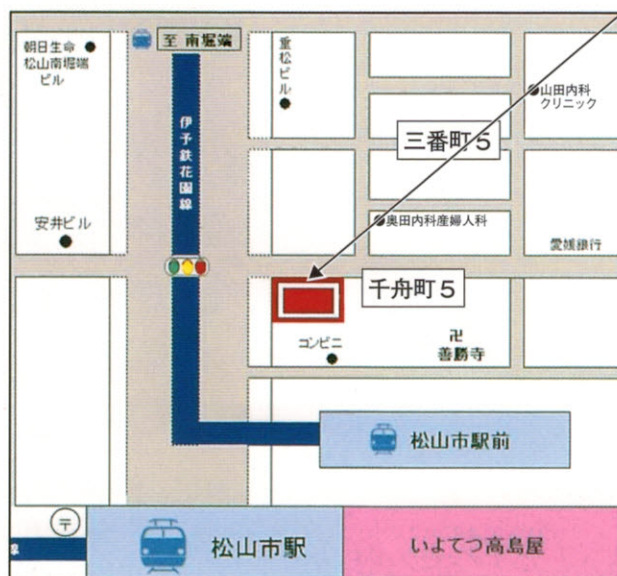 朝日生命
松山南堀端
ビル
至 南堀端
重松ビル
山田内科
クリニック
伊予鉄花園線
三番町5
安井ビル
奥田内科産婦人科
愛媛銀行
千舟町5
コンビニ
卍
善勝寺
松山市駅前
〒
線
松山市駅
いよてつ高島屋